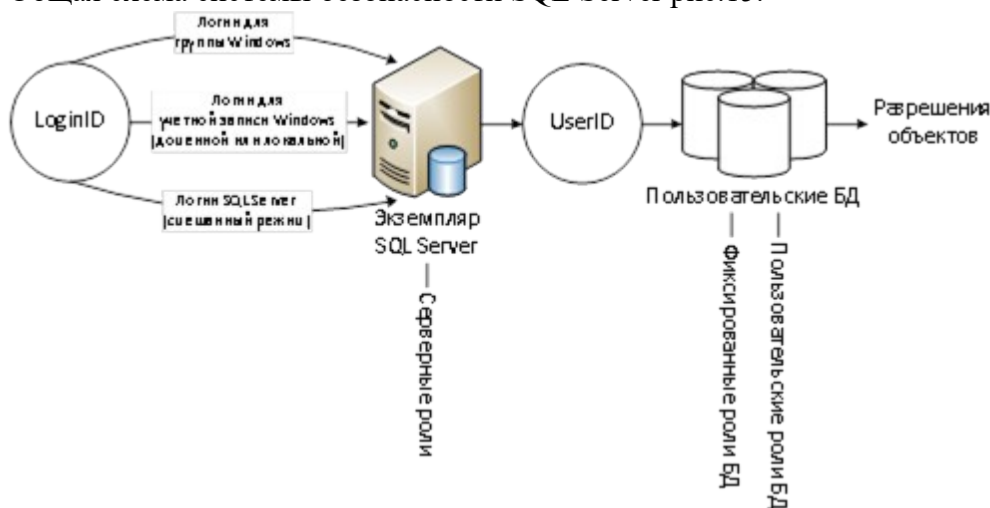 Общая схема системы безопасности SQL Server рис.13.
Логин для
группы Windows
LoginID
Логин для
учетной записи Windows
(доменной или локальной)
Логин SQL Server
(смешанный режим)
Экземпляр
SQL Server
Серверные роли
UserID
Пользовательские БД
Фиксированные роли БД
Пользовательские роли БД
Разрешения
объектов